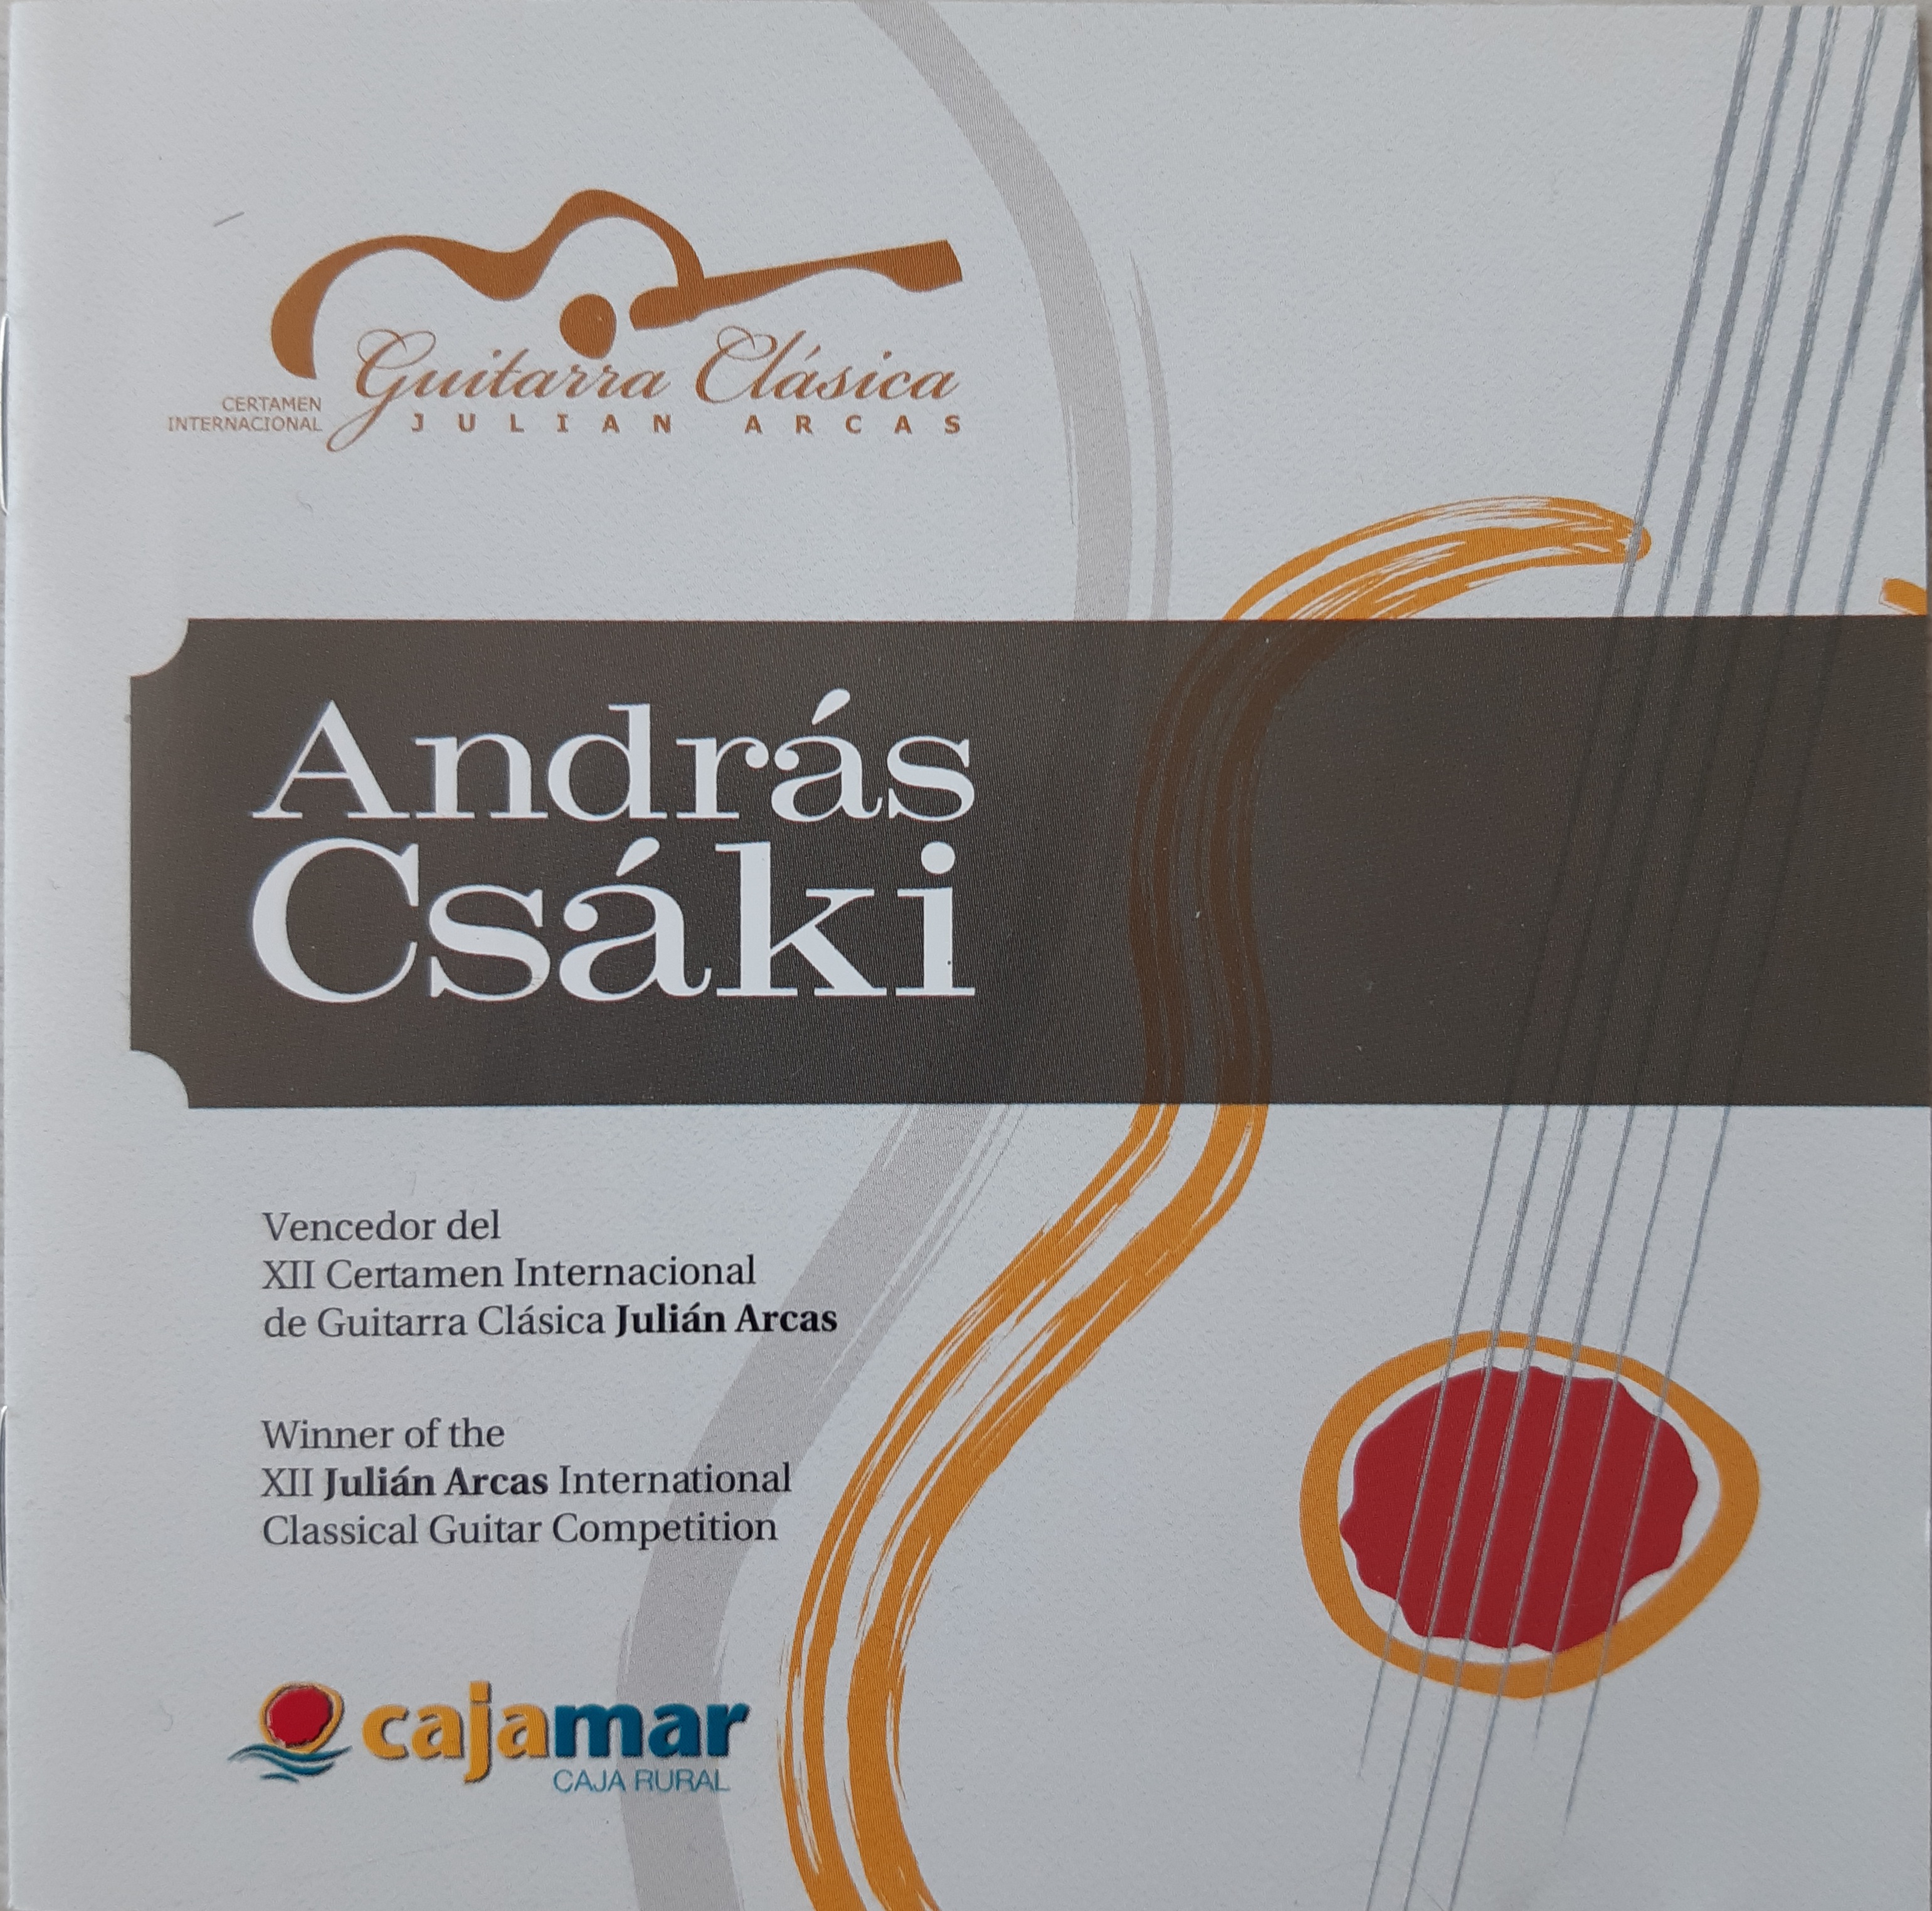 Guitarra Clásica
CERTAMEN
INTERNACIONAL
JULIAN ARCAS
András
Csáki
Vencedor del
XII Certamen Internacional
de Guitarra Clásica Julián Arcas
Winner of the
XII Julián Arcas International
Classical Guitar Competition
cajamar
CAJA RURAL